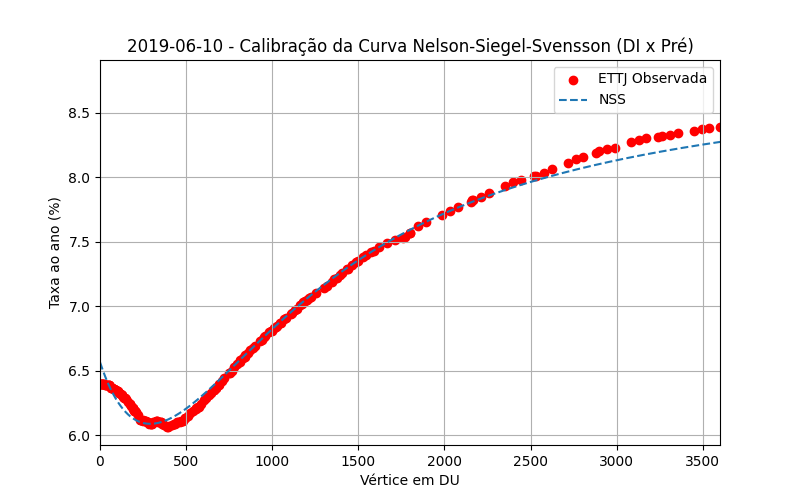 2019-06-10 - Calibração da Curva Nelson-Siegel-Svensson (DI x Pré)
ETTJ Observada
NSS
Taxa ao ano (%)
8.5
8.0
7.5
7.0
6.5
6.0
0 500 1000 1500 2000 2500 3000 3500
Vértice em DU